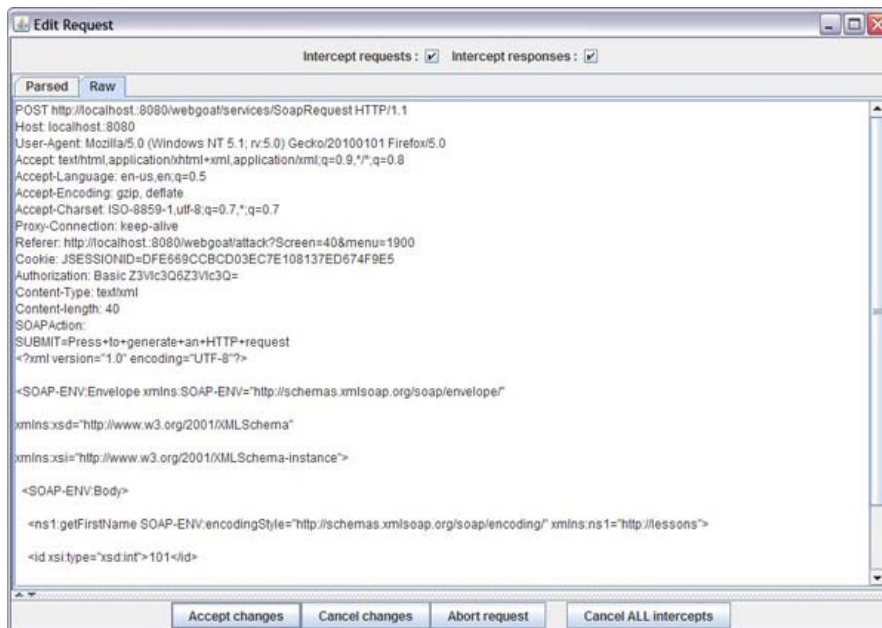 Edit Request
Intercept requests : Intercept responses :
Parsed Raw
POST http://localhost.:8080/webgoat/services/SoapRequest HTTP/1.1
Host: localhost.:8080
User-Agent: Mozilla/5.0 (Windows NT 5.1; rv:5.0) Gecko/20100101 Firefox/5.0
Accept: text/html,application/xhtml+xml,application/xml;q=0.9,*/*;q=0.8
Accept-Language: en-us,en;q=0.5
Accept-Encoding: gzip, deflate
Accept-Charset: ISO-8859-1,utf-8;q=0.7,*;q=0.7
Proxy-Connection: keep-alive
Referer: http://localhost.:8080/webgoat/attack?Screen=40&menu=1900
Cookie: JSESSIONID=DFE669CCBCD03EC7E108137ED674F9E5
Authorization: Basic Z3Vlc3Q6Z3Vlc3Q=
Content-Type: text/xml
Content-length: 40
SOAPAction:
SUBMIT=Press+to+generate+an+HTTP+request
<?xml version="1.0" encoding="UTF-8"?>
<SOAP-ENV:Envelope xmlns:SOAP-ENV="http://schemas.xmlsoap.org/soap/envelope/"
xmlns:xsd="http://www.w3.org/2001/XMLSchema"
xmlns:xsi="http://www.w3.org/2001/XMLSchema-instance">
<SOAP-ENV:Body>
<ns1:getFirstName SOAP-ENV:encodingStyle="http://schemas.xmlsoap.org/soap/encoding/" xmlns:ns1="http://lessons">
<id xsi:type="xsd:int">101</id>
Accept changes Cancel changes Abort request Cancel ALL intercepts